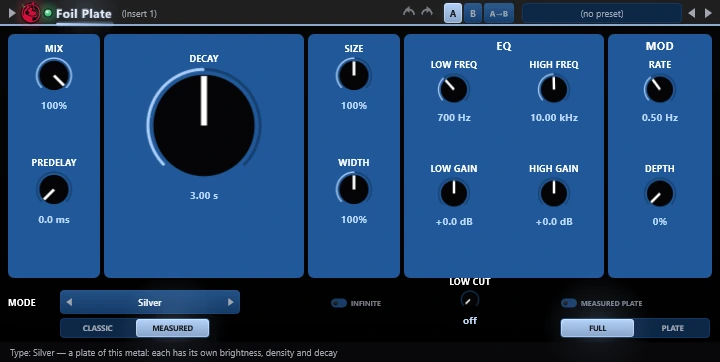 Foil Plate (Insert 1) A B A→B (no preset)
MIX
100%
PREDELAY
0.0 ms
DECAY
3.00 s
SIZE
100%
WIDTH
100%
EQ
LOW FREQ HIGH FREQ
700 Hz 10.00 kHz
LOW GAIN HIGH GAIN
+0.0 dB +0.0 dB
MOD
RATE
0.50 Hz
DEPTH
0%
MODE Silver
CLASSIC MEASURED
INFINITE
LOW CUT
off
MEASURED PLATE
FULL PLATE
Type: Silver — a plate of this metal: each has its own brightness, density and decay